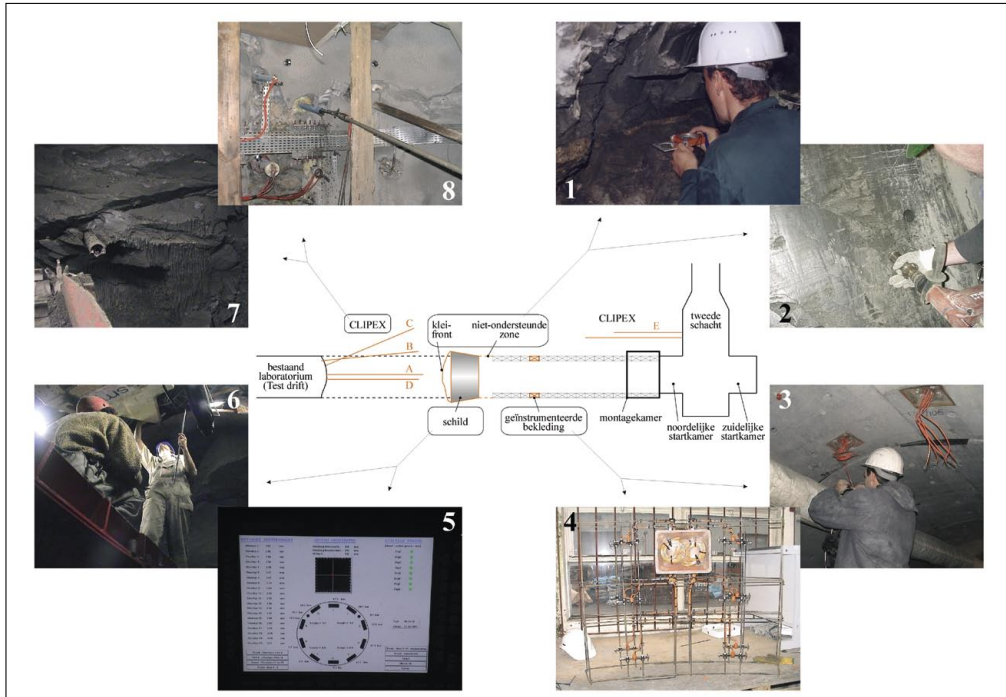 8
1
7
2
CLIPEX
C
B
A
D
klei-
front
niet-ondersteunde
zone
CLIPEX
E
tweede
schacht
bestaand
laboratorium
(Test drift)
schild
geïnstrumenteerde
bekleding
montagekamer
noordelijke
startkamer
zuidelijke
startkamer
6
3
5
4